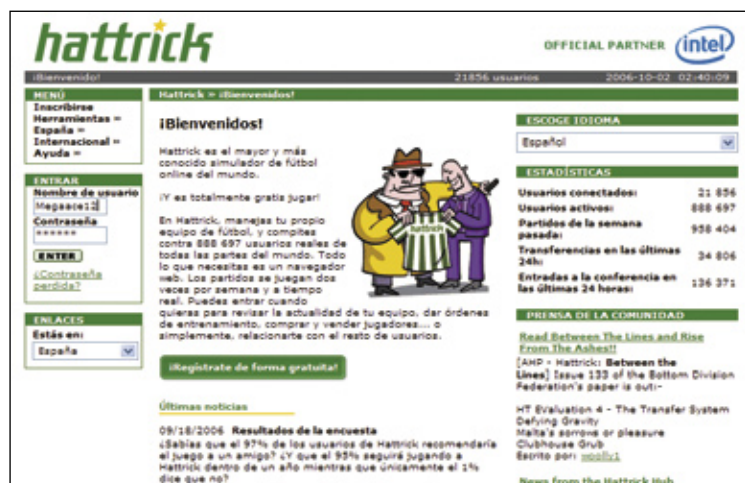 hattrick
OFFICIAL PARTNER intel
¡Bienvenido! 21856 usuarios 2006-10-02 02:40:09
MENÚ
Inscribirse
Herramientas »
España »
Internacional »
Ayuda »
ENTRAR
Nombre de usuario
Megaace12
Contraseña
******
ENTER
¿Contraseña
perdida?
ENLACES
Estás en:
España
Hattrick » ¡Bienvenidos!
¡Bienvenidos!
Hattrick es el mayor y más
conocido simulador de fútbol
online del mundo.
¡Y es totalmente gratis jugar!
En Hattrick, manejas tu propio
equipo de fútbol, y compites
contra 888 697 usuarios reales de
todas las partes del mundo. Todo
lo que necesitas es un navegador
web. Los partidos se juegan dos
veces por semana y a tiempo
real. Puedes entrar cuando
quieras para revisar la actualidad de tu equipo, dar órdenes
de entrenamiento, comprar y vender jugadores... o
simplemente, relacionarte con el resto de usuarios.
hattrick
¡Regístrate de forma gratuita!
Últimas noticias
09/18/2006 Resultados de la encuesta
¿Sabías que el 97% de los usuarios de Hattrick recomendaría
el juego a un amigo? ¿Y que el 95% seguirá jugando a
Hattrick dentro de un año mientras que únicamente el 1%
dice que no?
ESCOGE IDIOMA
Español
ESTADÍSTICAS
Usuarios conectados: 21 856
Usuarios activos: 888 697
Partidos de la semana
pasada: 958 404
Transferencias en las últimas
24h: 34 806
Entradas a la conferencia en
las últimas 24 horas: 136 371
PRENSA DE LA COMUNIDAD
Read Between The Lines and Rise
From The Ashes!!
[AHP - Hattrick: Between the
Lines] Issue 133 of the Bottom Division
Federation's paper is out:-
HT Evaluation 4 - The Transfer System
Defying Gravity
Malta's sorrows or pleasure
Clubhouse Grub
Escrito por: woolly1
News from the Hattrick Hub